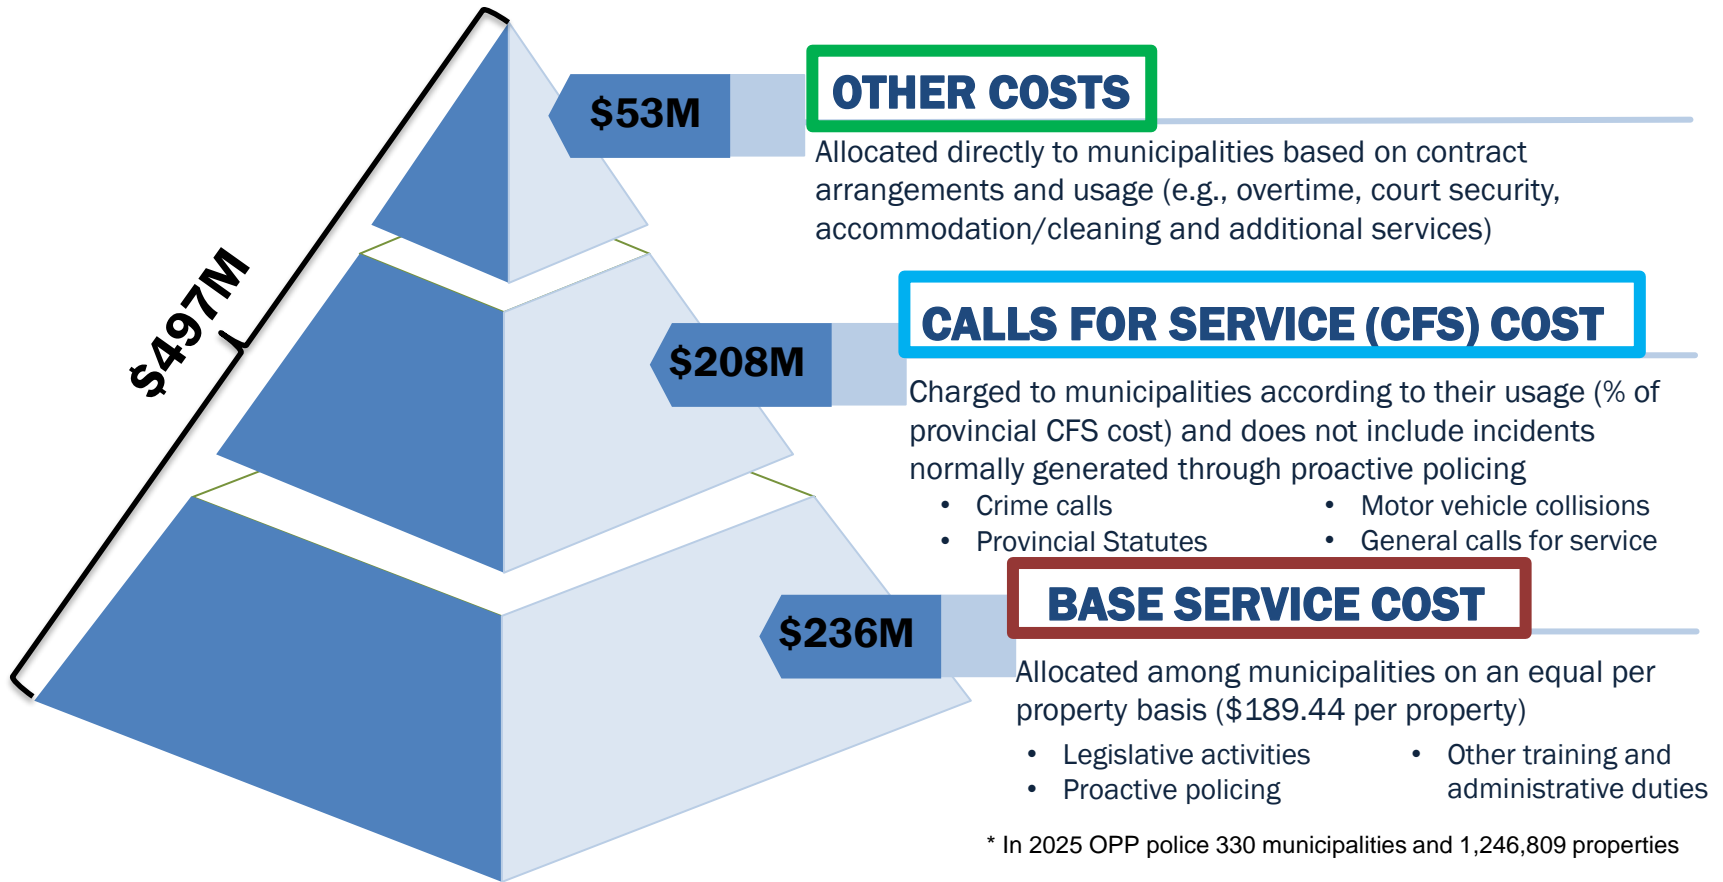 $497M
$53M
OTHER COSTS
Allocated directly to municipalities based on contract
arrangements and usage (e.g., overtime, court security,
accommodation/cleaning and additional services)
$208M
CALLS FOR SERVICE (CFS) COST
Charged to municipalities according to their usage (% of
provincial CFS cost) and does not include incidents
normally generated through proactive policing
• Crime calls
• Provincial Statutes
• Motor vehicle collisions
• General calls for service
$236M
BASE SERVICE COST
Allocated among municipalities on an equal per
property basis ($189.44 per property)
• Legislative activities
• Proactive policing
• Other training and
administrative duties
* In 2025 OPP police 330 municipalities and 1,246,809 properties